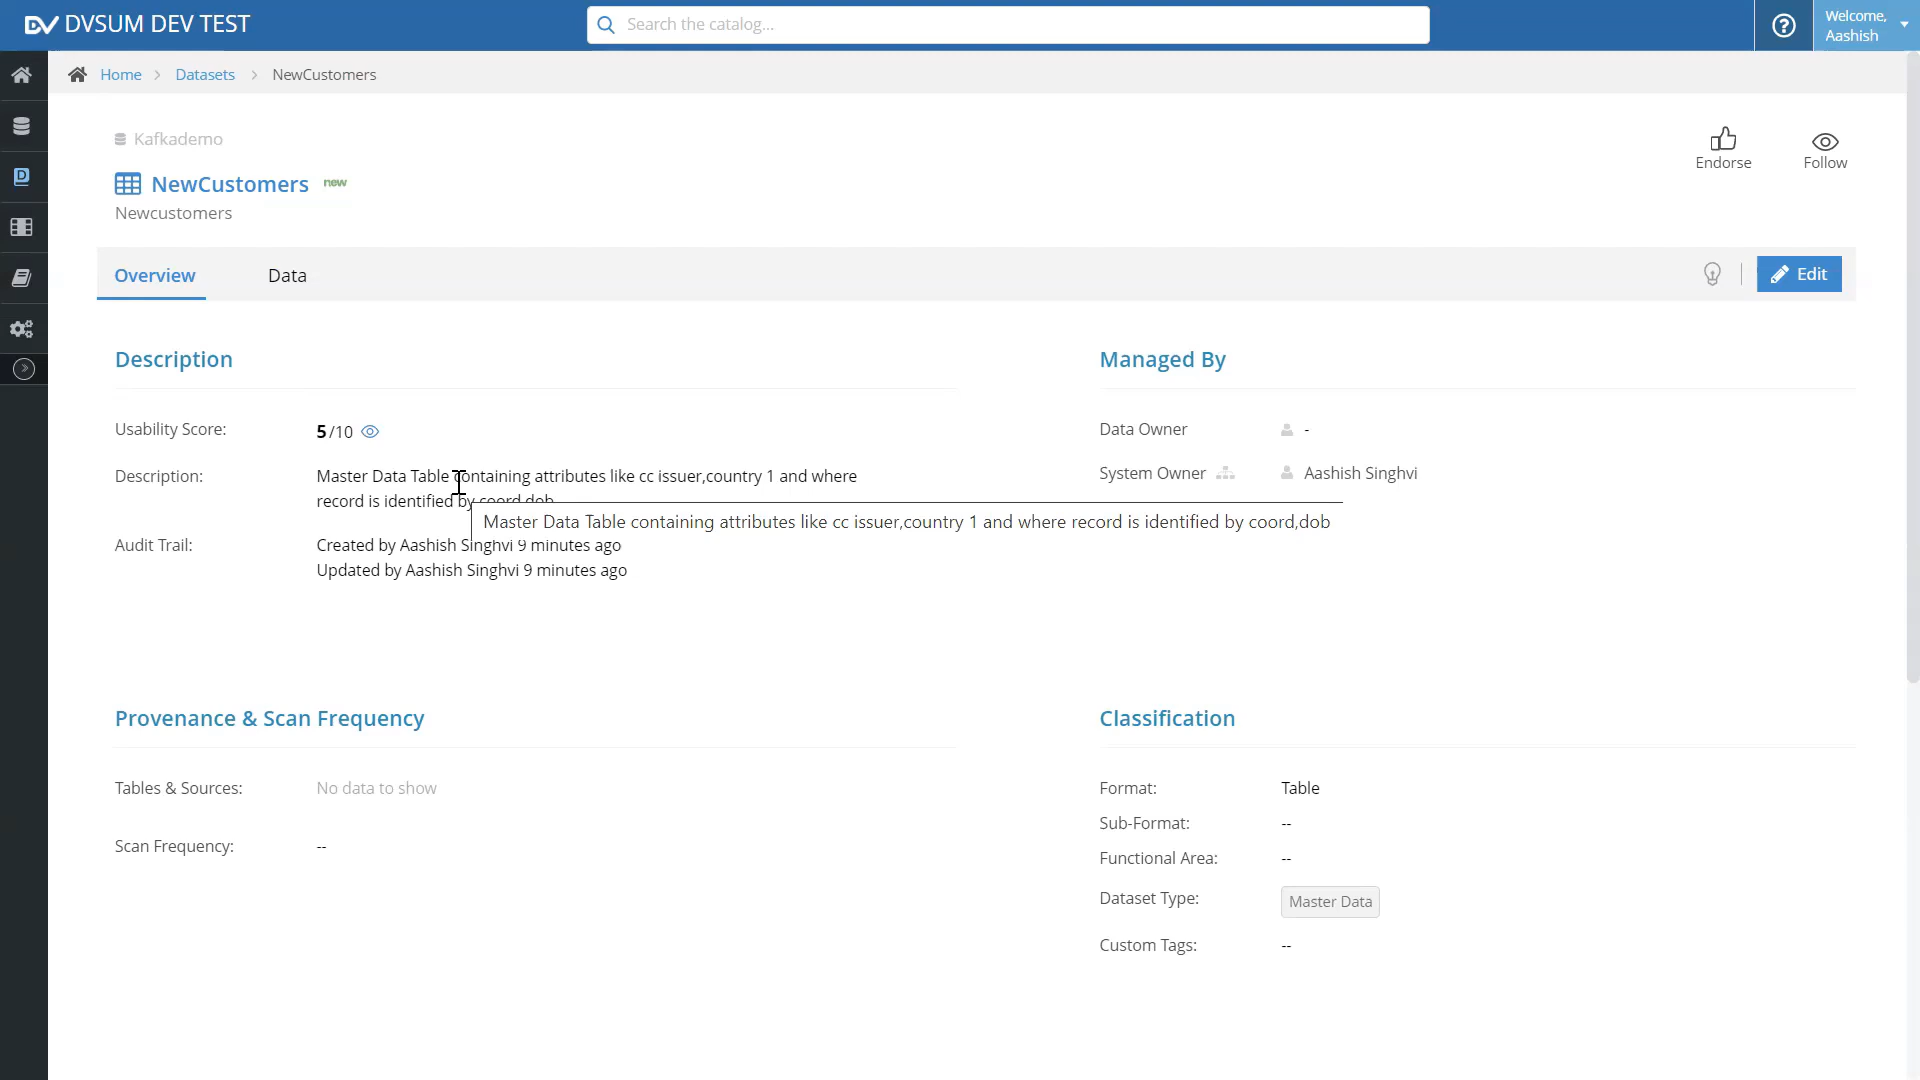 DV DVSUM DEV TEST
Search the catalog...
Welcome,
Aashish
Home > Datasets > NewCustomers
Kafkademo
NewCustomers new
Newcustomers
Endorse
Follow
Overview
Data
Edit
Description
Usability Score:
5/10
Description:
Master Data Table containing attributes like cc issuer,country 1 and where
record is identified by coord,dob
Master Data Table containing attributes like cc issuer,country 1 and where record is identified by coord,dob
Audit Trail:
Created by Aashish Singhvi 9 minutes ago
Updated by Aashish Singhvi 9 minutes ago
Managed By
Data Owner -
System Owner Aashish Singhvi
Provenance & Scan Frequency
Tables & Sources: No data to show
Scan Frequency: --
Classification
Format: Table
Sub-Format: --
Functional Area: --
Dataset Type: Master Data
Custom Tags: --